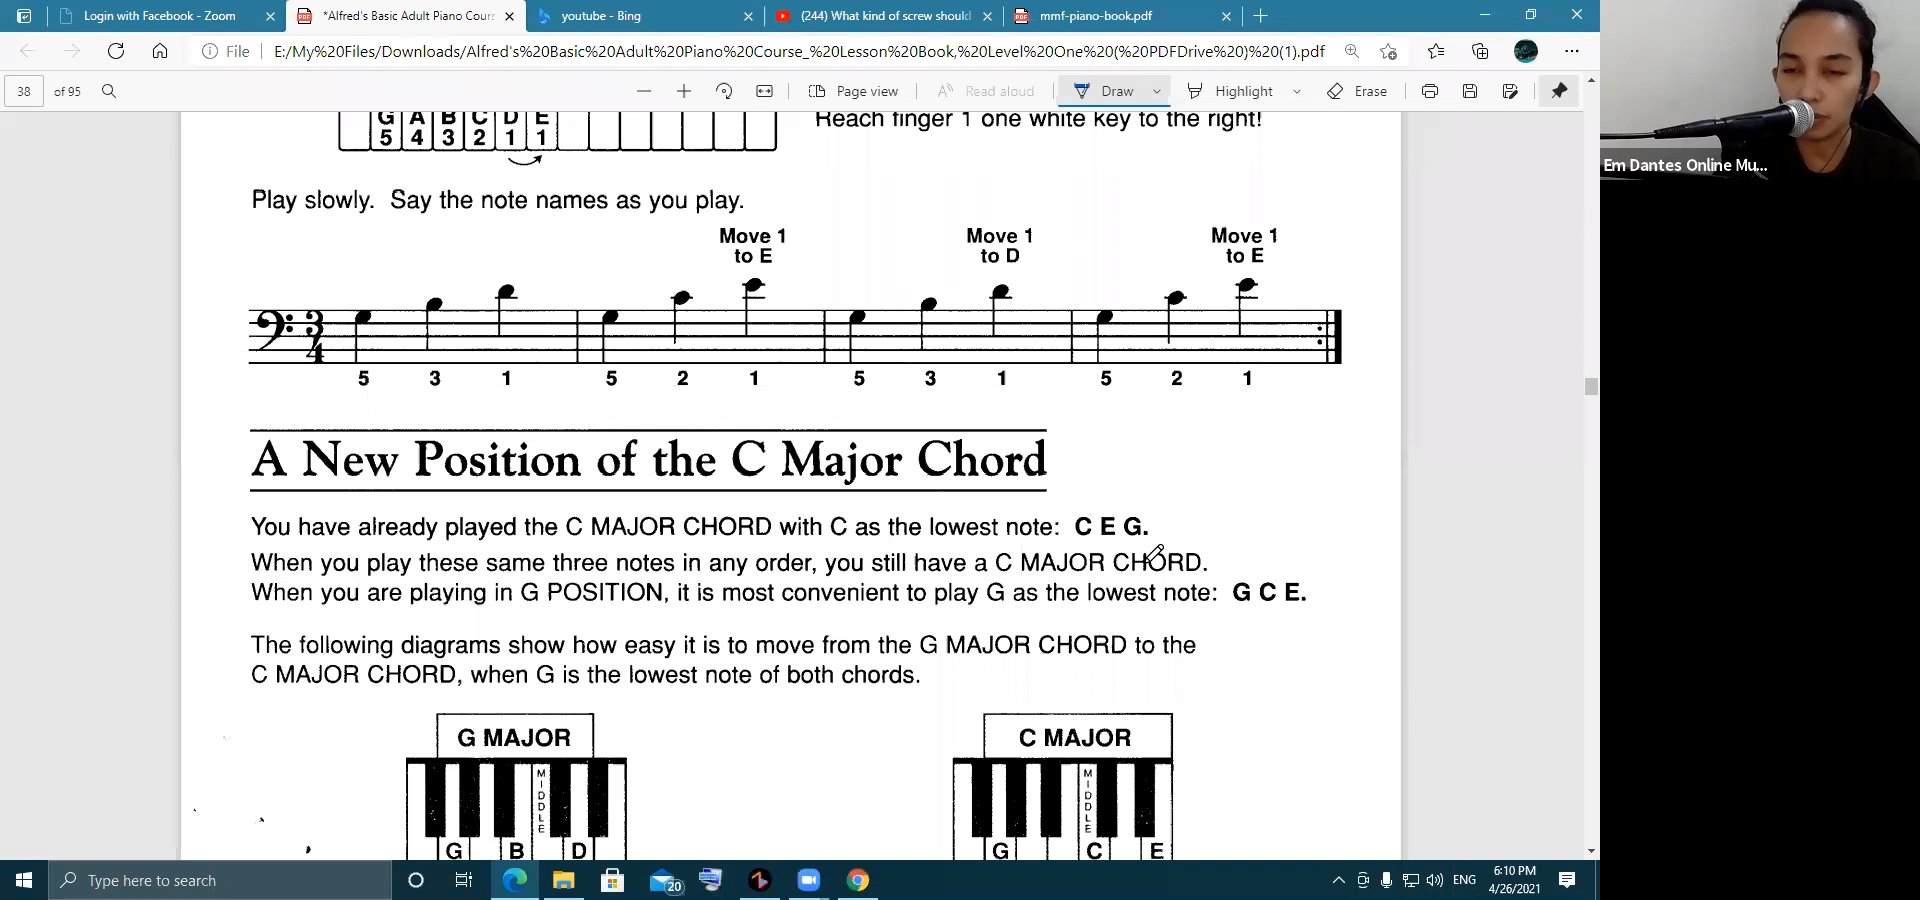 Login with Facebook - Zoom
*Alfred's Basic Adult Piano Cours
youtube - Bing
(244) What kind of screw should
mmf-piano-book.pdf
File
E:/My%20Files/Downloads/Alfred's%20Basic%20Adult%20Piano%20Course_%20Lesson%20Book,%20Level%20One%20(%20PDFDrive%20)%20(1).pdf
38 of 95
Page view
Read aloud
Draw
Highlight
Erase
Em Dantes Online Mu...
G A B C D E
5 4 3 2 1 1
Reach finger 1 one white key to the right!
Play slowly. Say the note names as you play.
Move 1 to E
Move 1 to D
Move 1 to E
3
4
5 3 1 5 2 1 5 3 1 5 2 1
A New Position of the C Major Chord
You have already played the C MAJOR CHORD with C as the lowest note: C E G.
When you play these same three notes in any order, you still have a C MAJOR CHORD.
When you are playing in G POSITION, it is most convenient to play G as the lowest note: G C E.
The following diagrams show how easy it is to move from the G MAJOR CHORD to the
C MAJOR CHORD, when G is the lowest note of both chords.
G MAJOR
MIDDLE
G B D
C MAJOR
MIDDLE
G C E
Type here to search
20
ENG
6:10 PM
4/26/2021